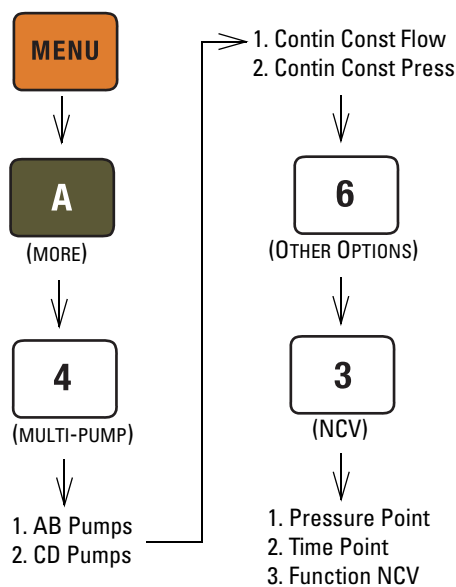 MENU
A
(MORE)
4
(MULTI-PUMP)
1. AB Pumps
2. CD Pumps
1. Contin Const Flow
2. Contin Const Press
6
(OTHER OPTIONS)
3
(NCV)
1. Pressure Point
2. Time Point
3. Function NCV